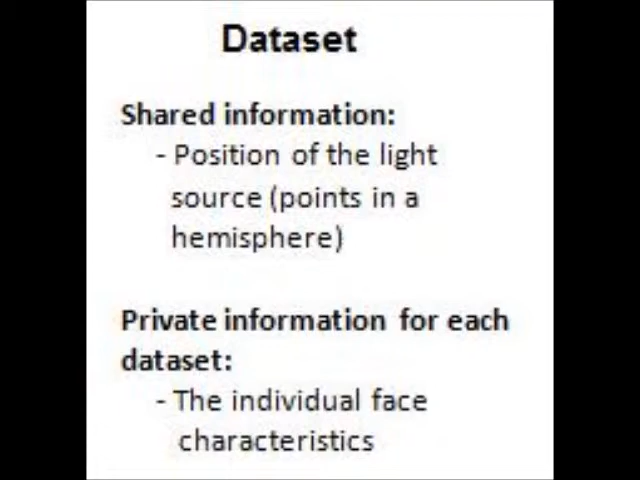 Dataset
Shared information:
- Position of the light
source (points in a
hemisphere)
Private information for each
dataset:
- The individual face
characteristics